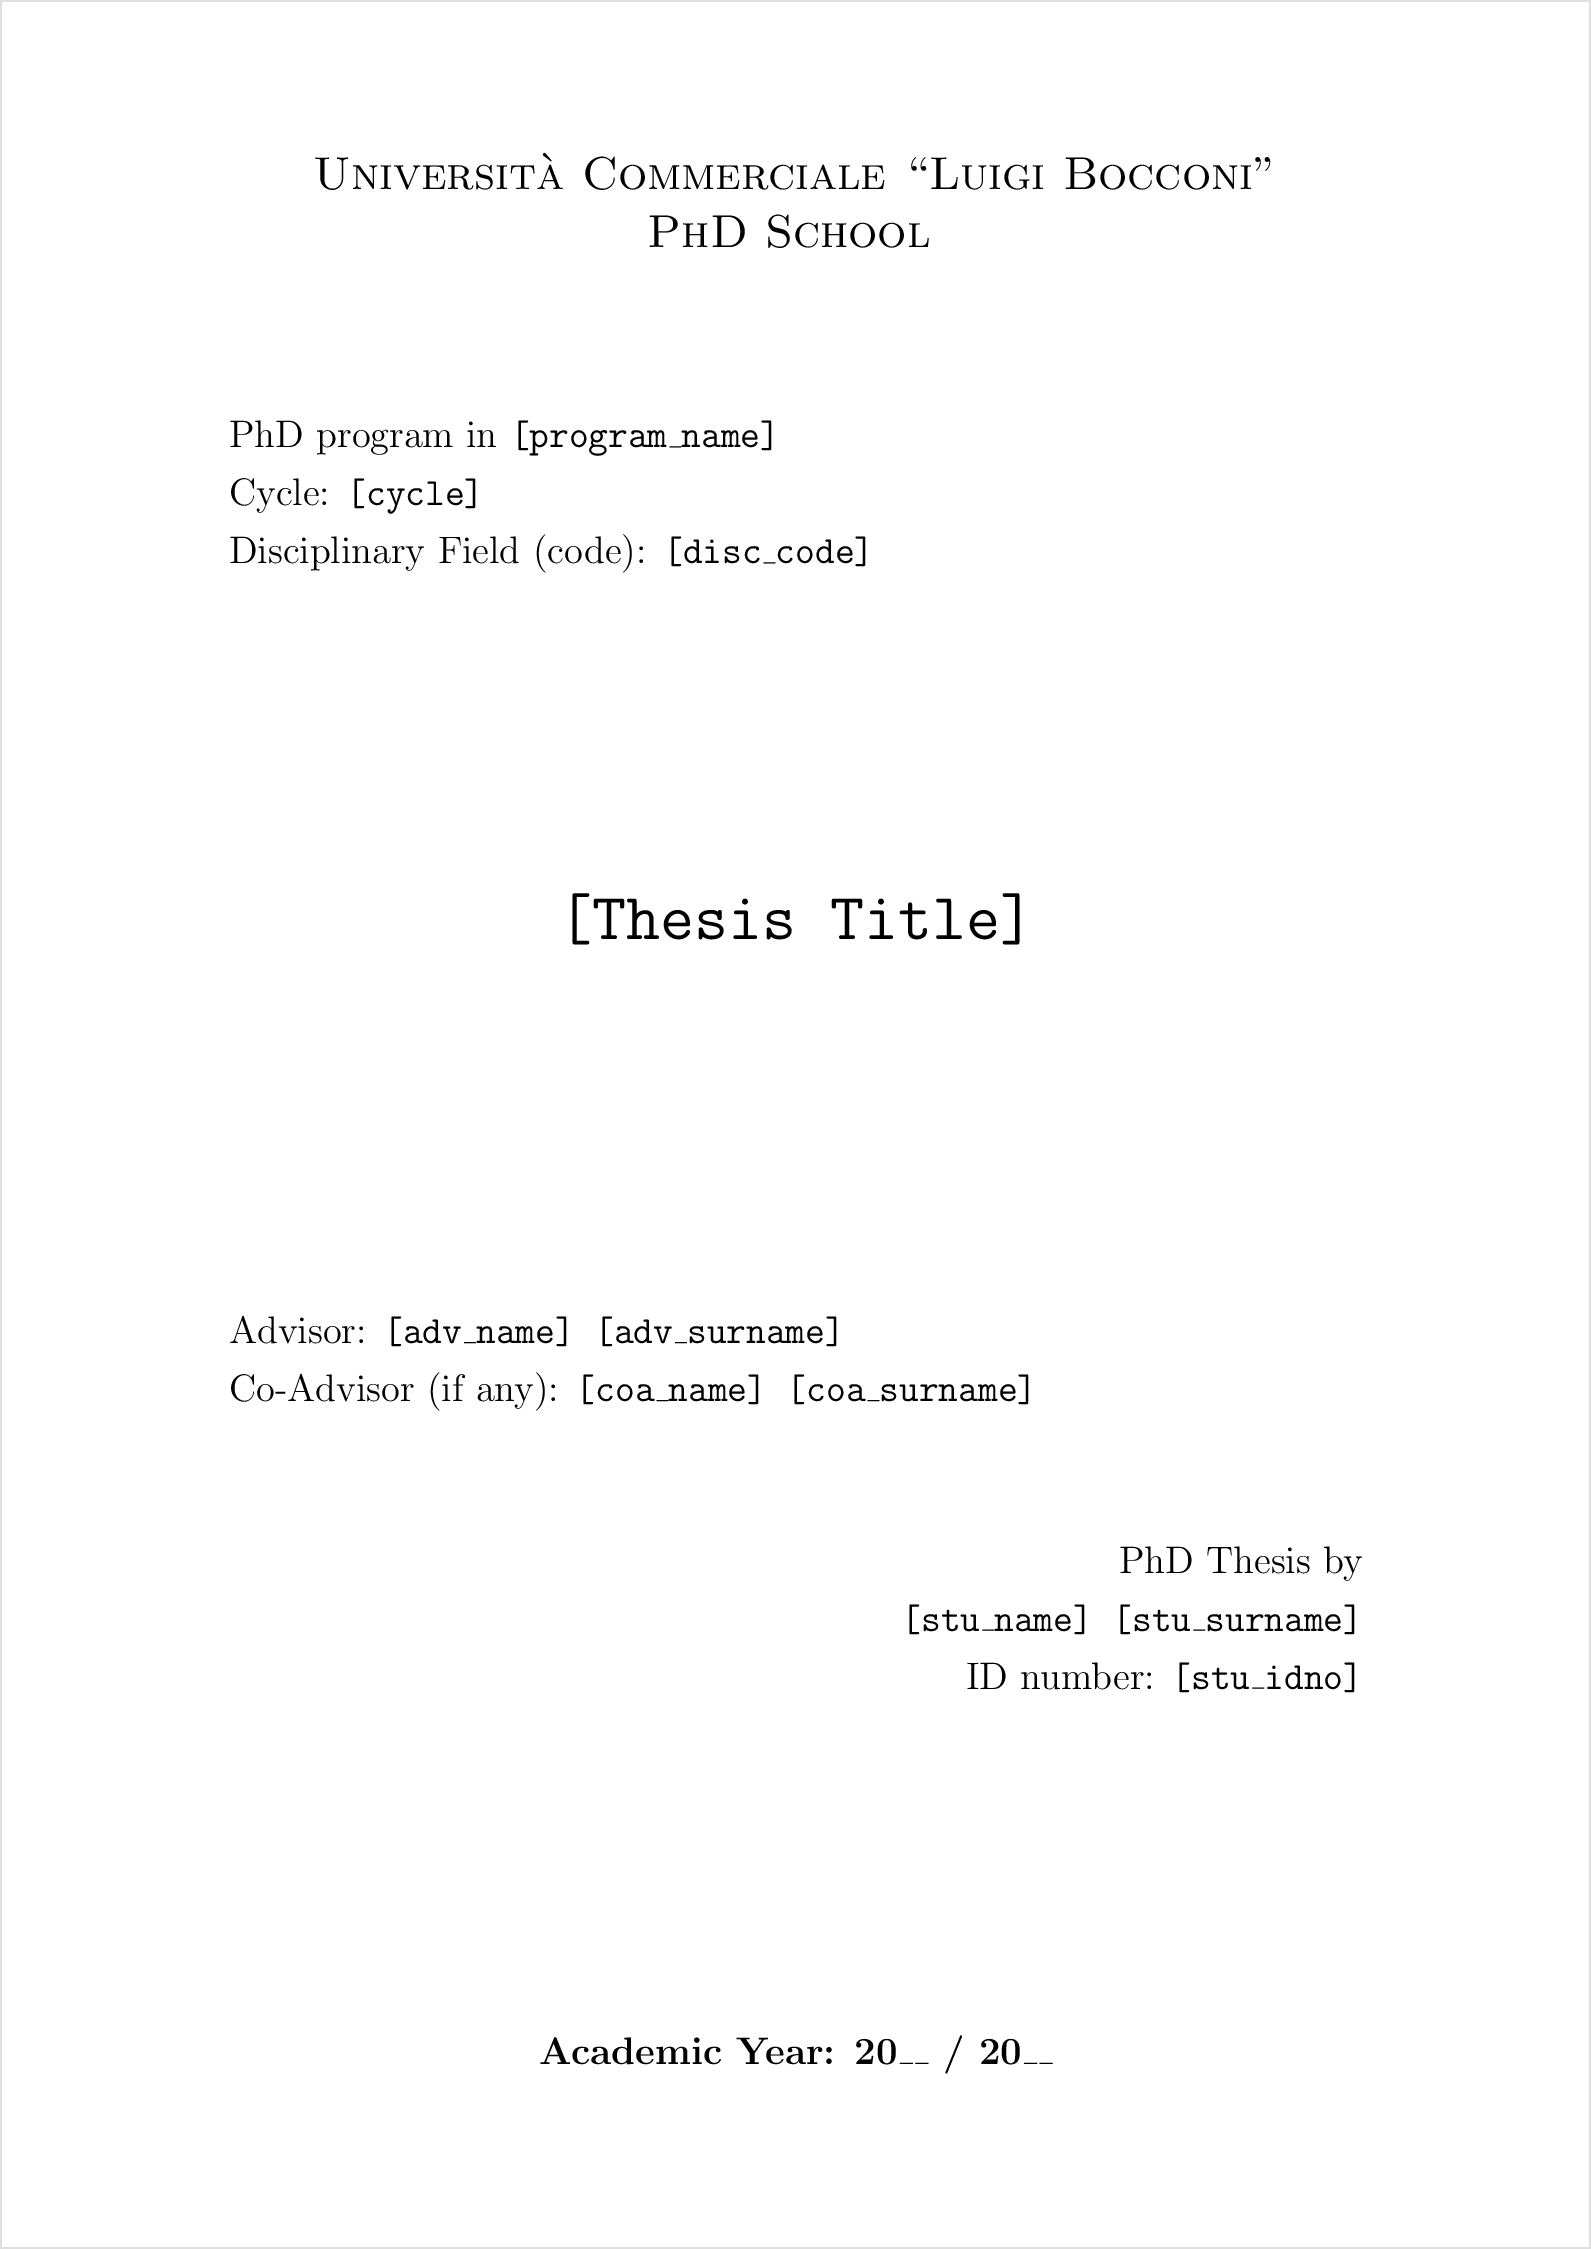 Università Commerciale “Luigi Bocconi”
PhD School
PhD program in [program_name]
Cycle: [cycle]
Disciplinary Field (code): [disc_code]
[Thesis Title]
Advisor: [adv_name] [adv_surname]
Co-Advisor (if any): [coa_name] [coa_surname]
PhD Thesis by
[stu_name] [stu_surname]
ID number: [stu_idno]
Academic Year: 20__ / 20__